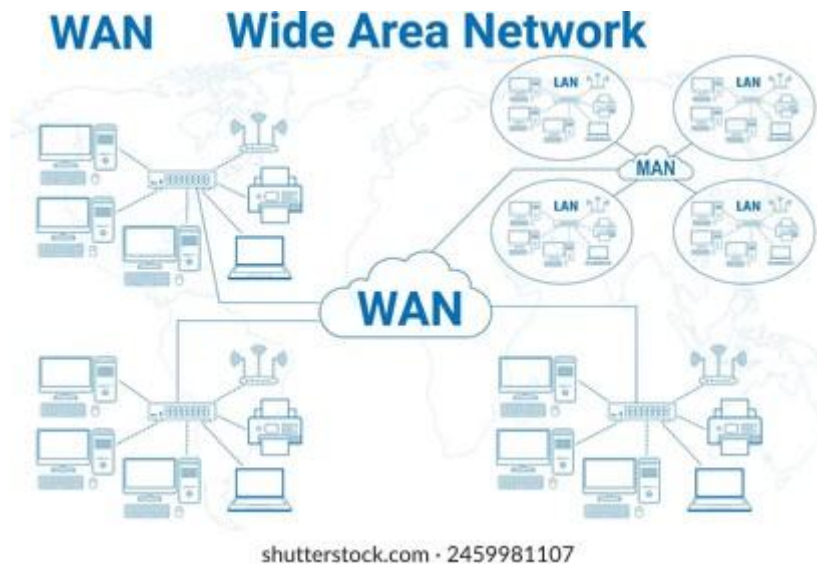 WAN Wide Area Network
LAN
LAN
MAN
LAN
LAN
WAN
shutterstock.com · 2459981107